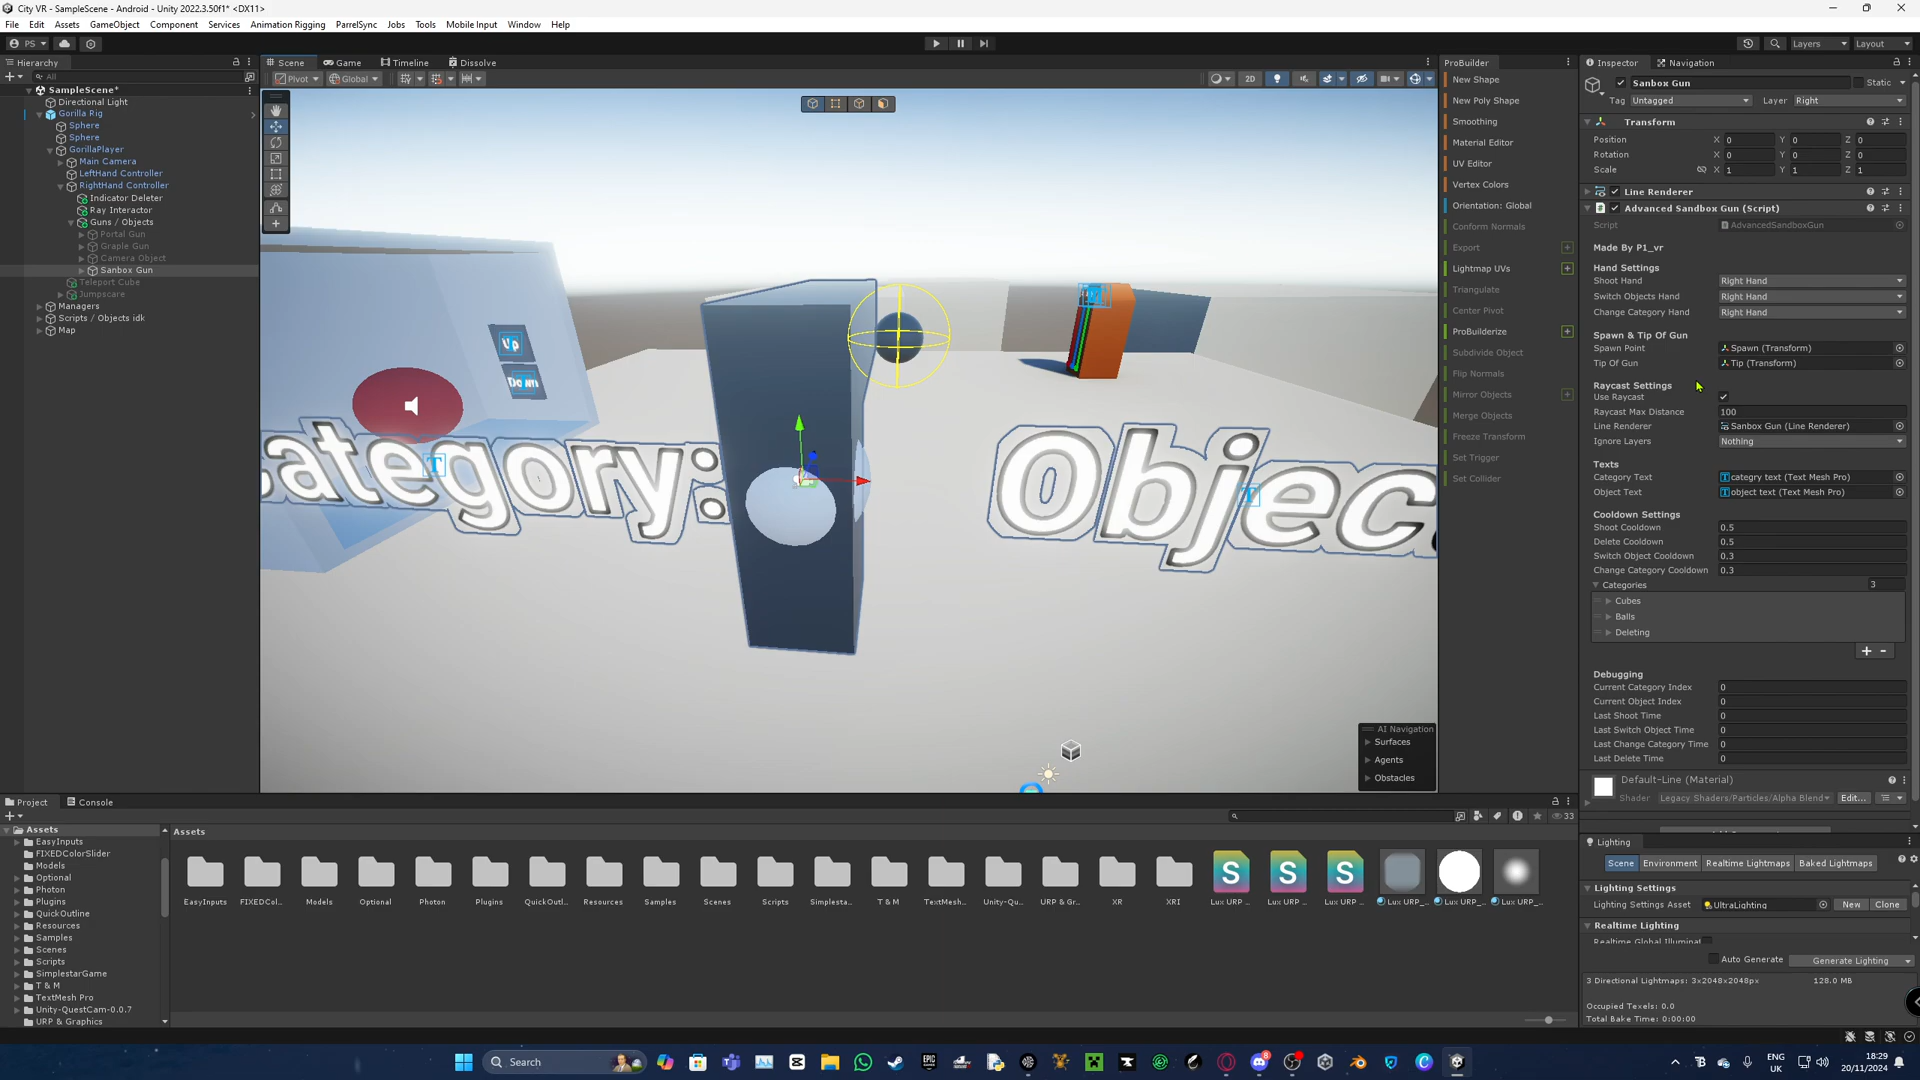 City VR - SampleScene - Android - Unity 2022.3.50f1* <DX11>
File Edit Assets GameObject Component Services Animation Rigging ParrelSync Jobs Tools Mobile Input Window Help
PS Layers Layout
Hierarchy Scene Game Timeline Dissolve ProBuilder Inspector Navigation
All Pivot Global 2D
SampleScene*
Directional Light
Gorilla Rig
Sphere
Sphere
GorillaPlayer
Main Camera
LeftHand Controller
RightHand Controller
Indicator Deleter
Ray Interactor
Guns / Objects
Portal Gun
Graple Gun
Camera Object
Sanbox Gun
Teleport Cube
Jumpscare
Managers
Scripts / Objects idk
Map
Up
Down
ategory:
Objec
AI Navigation
Surfaces
Agents
Obstacles
New Shape
New Poly Shape
Smoothing
Material Editor
UV Editor
Vertex Colors
Orientation: Global
Conform Normals
Export
Lightmap UVs
Triangulate
Center Pivot
ProBuilderize
Subdivide Object
Flip Normals
Mirror Objects
Merge Objects
Freeze Transform
Set Trigger
Set Collider
Sanbox Gun Static
Tag Untagged Layer Right
Transform
Position X 0 Y 0 Z 0
Rotation X 0 Y 0 Z 0
Scale X 1 Y 1 Z 1
Line Renderer
Advanced Sandbox Gun (Script)
Script AdvancedSandboxGun
Made By P1_vr
Hand Settings
Shoot Hand Right Hand
Switch Objects Hand Right Hand
Change Category Hand Right Hand
Spawn & Tip Of Gun
Spawn Point Spawn (Transform)
Tip Of Gun Tip (Transform)
Raycast Settings
Use Raycast
Raycast Max Distance 100
Line Renderer Sanbox Gun (Line Renderer)
Ignore Layers Nothing
Texts
Category Text categry text (Text Mesh Pro)
Object Text object text (Text Mesh Pro)
Cooldown Settings
Shoot Cooldown 0.5
Delete Cooldown 0.5
Switch Object Cooldown 0.3
Change Category Cooldown 0.3
Categories 3
Cubes
Balls
Deleting
Debugging
Current Category Index 0
Current Object Index 0
Last Shoot Time 0
Last Switch Object Time 0
Last Change Category Time 0
Last Delete Time 0
Default-Line (Material)
Shader Legacy Shaders/Particles/Alpha Blend Edit...
Lighting
Scene Environment Realtime Lightmaps Baked Lightmaps
Lighting Settings
Lighting Settings Asset UltraLighting New Clone
Realtime Lighting
Auto Generate Generate Lighting
3 Directional Lightmaps: 3x2048x2048px 128.0 MB
Occupied Texels: 0.0
Total Bake Time: 0:00:00
Project Console
33
Assets
EasyInputs
FIXEDColorSlider
Models
Optional
Photon
Plugins
QuickOutline
Resources
Samples
Scenes
Scripts
SimplestarGame
T & M
TextMesh Pro
Unity-QuestCam-0.0.7
URP & Graphics
Assets
EasyInputs FIXEDCol... Models Optional Photon Plugins QuickOutl... Resources Samples Scenes Scripts Simplesta... T & M TextMesh... Unity-Qu... URP & Gr... XR XRI Lux URP ... Lux URP ... Lux URP ... Lux URP_... Lux URP_... Lux URP_...
Search
8
ENG
UK
18:29
20/11/2024